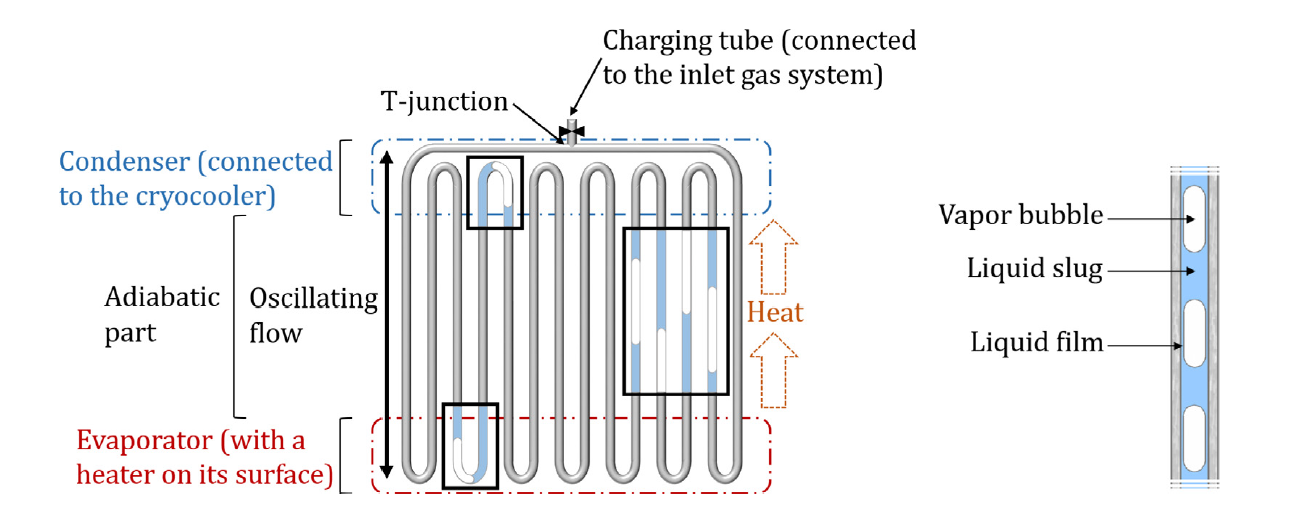 Charging tube (connected
to the inlet gas system)
T-junction
Condenser (connected
to the cryocooler)
Adiabatic
part
Oscillating
flow
Heat
Evaporator (with a
heater on its surface)
Vapor bubble
Liquid slug
Liquid film